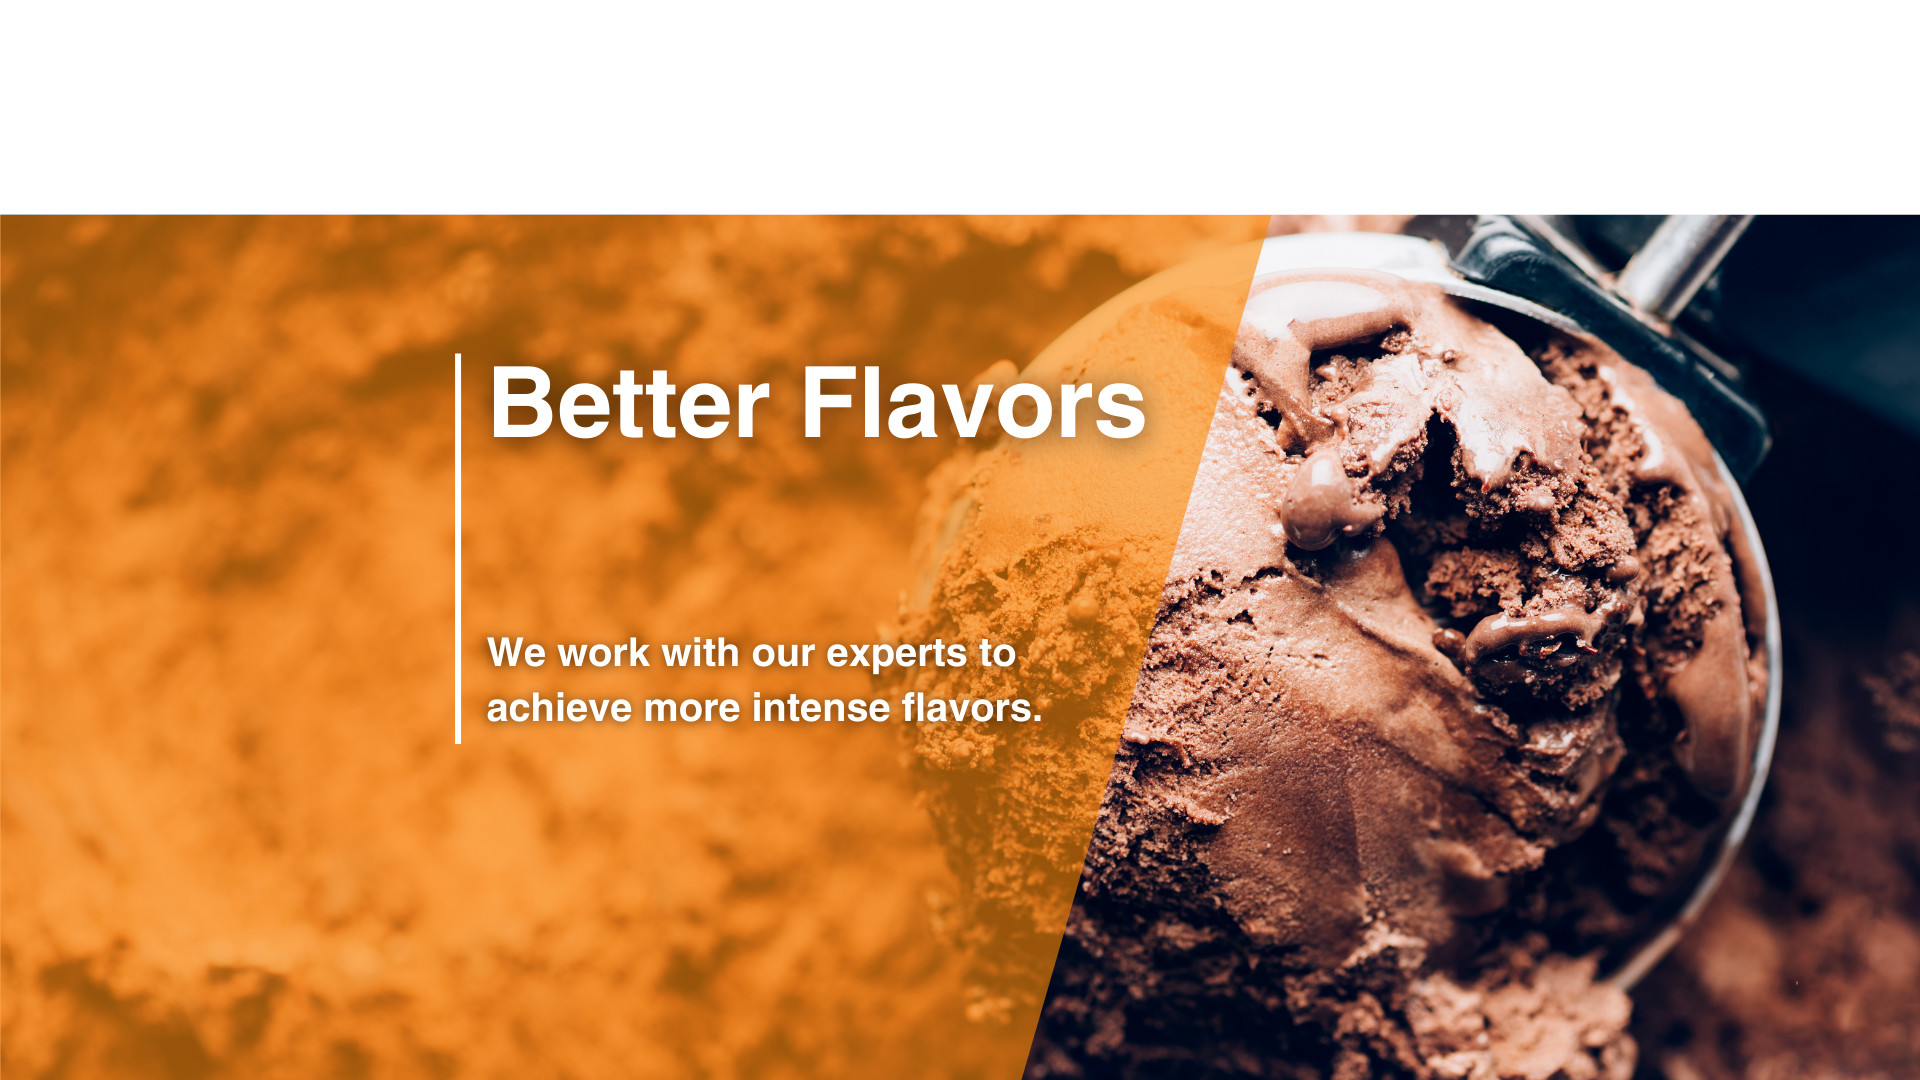 Better Flavors
We work with our experts to
achieve more intense flavors.